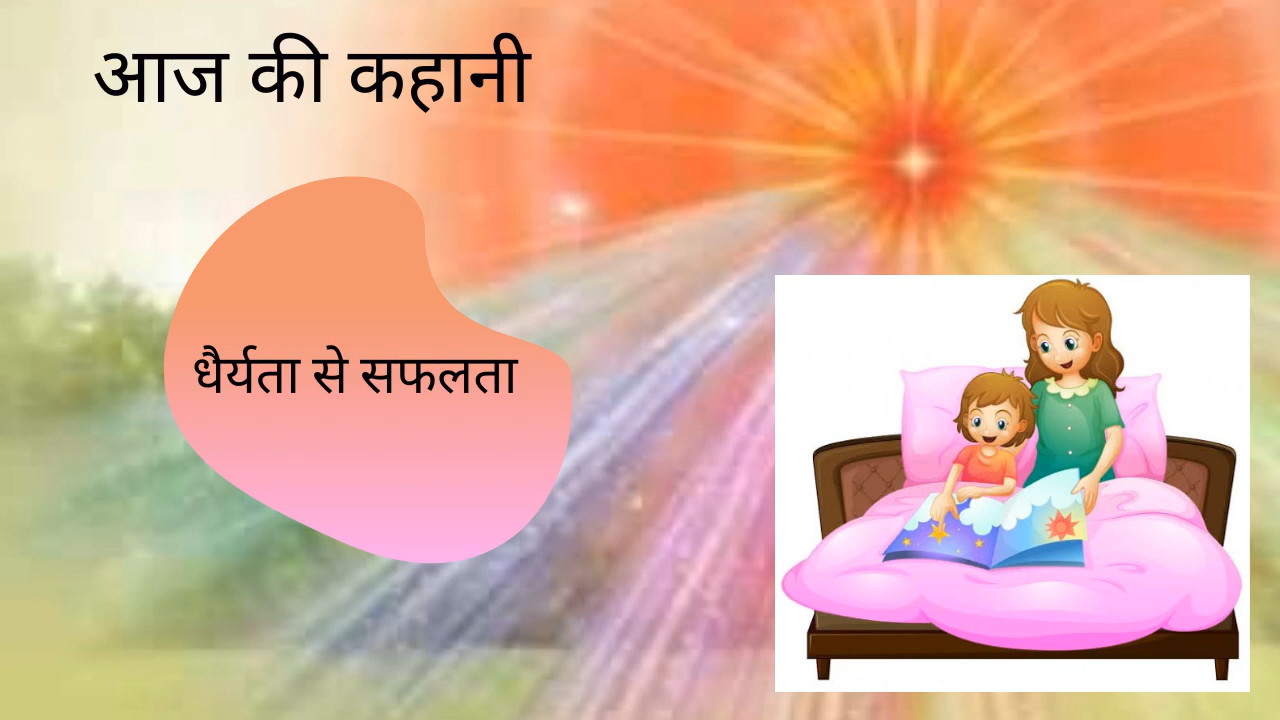 आज की कहानी
धैर्यता से सफलता